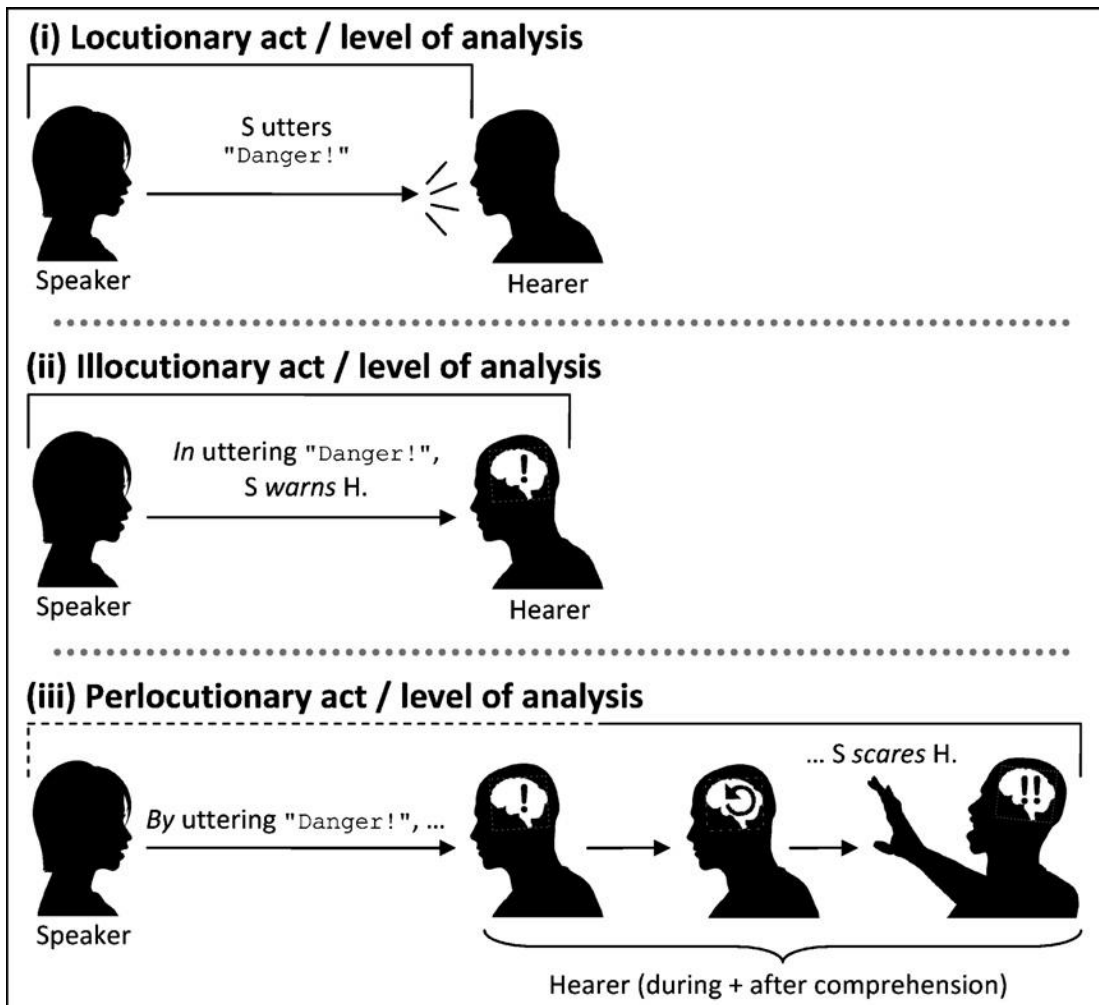 (i) Locutionary act / level of analysis
S utters
"Danger!"
Speaker
Hearer
(ii) Illocutionary act / level of analysis
!
In uttering "Danger!",
S warns H.
Speaker
Hearer
(iii) Perlocutionary act / level of analysis
... S scares H.
! !!
By uttering "Danger!", ...
Speaker
Hearer (during + after comprehension)